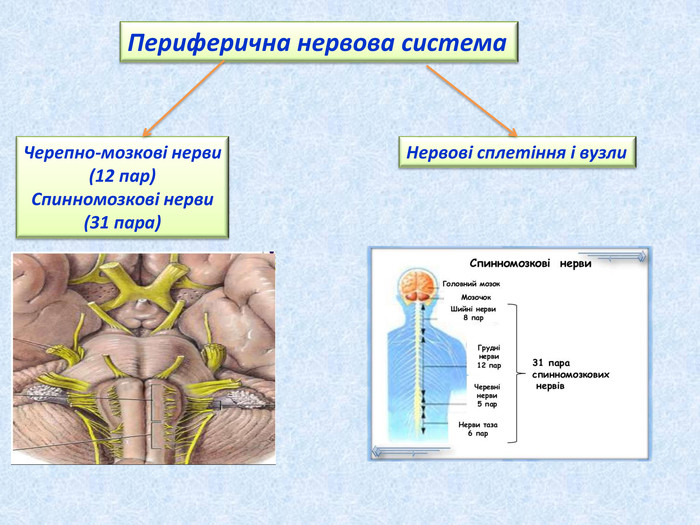 Периферична нервова система
Черепно-мозкові нерви
(12 пар)
Спинномозкові нерви
(31 пара)
Нервові сплетіння і вузли
Спинномозкові нерви
Головний мозок
Мозочок
Шийні нерви
8 пар
Грудні
нерви
12 пар
Черевні
нерви
5 пар
Нерви таза
6 пар
31 пара
спинномозкових
нервів